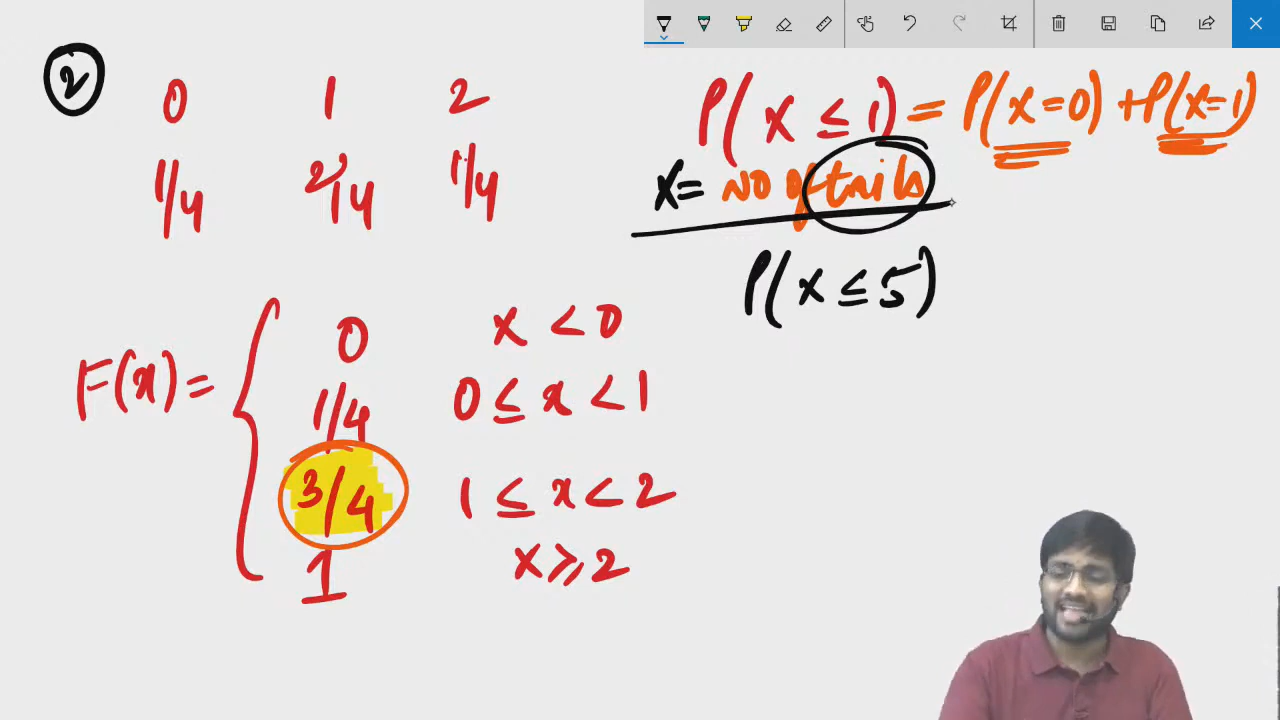 2
0 1 2
1/4 2/4 1/4
P(X ≤ 1) = P(X=0) + P(X=1)
X= NO of tails
P(X ≤ 5)
F(x) =
0 x < 0
1/4 0 ≤ x < 1
3/4 1 ≤ x < 2
1 x ≥ 2